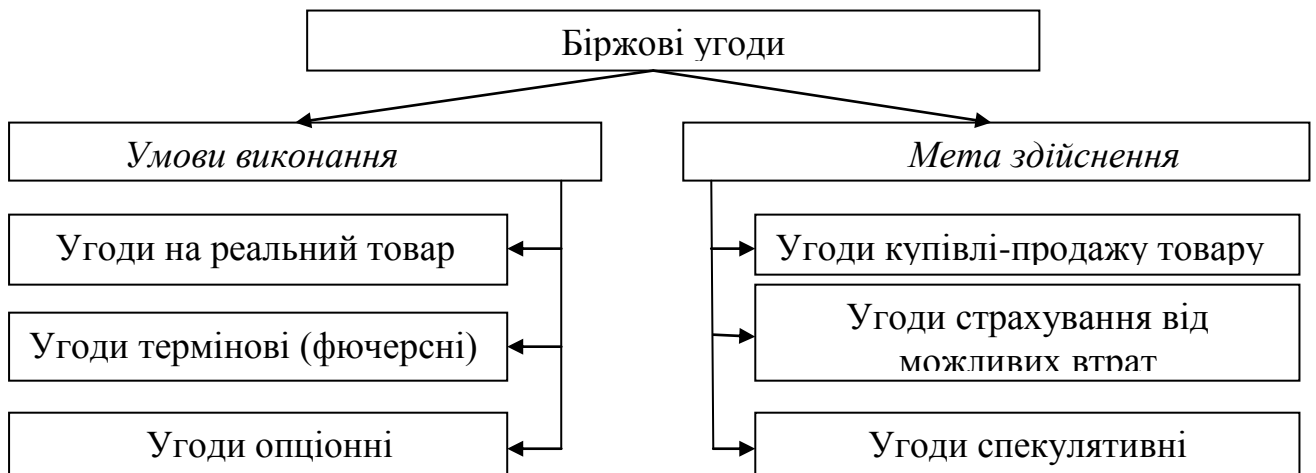 Біржові угоди
Умови виконання
Мета здійснення
Угоди на реальний товар
Угоди купівлі-продажу товару
Угоди термінові (фючерсні)
Угоди страхування від
можливих втрат
Угоди опціонні
Угоди спекулятивні